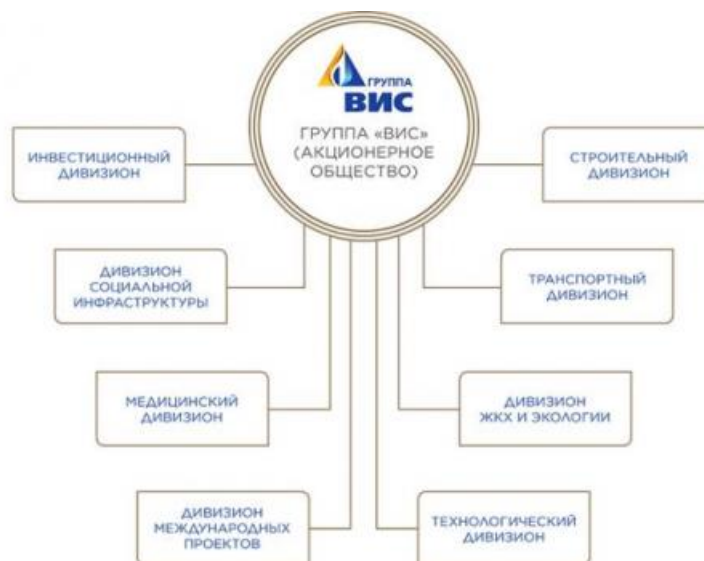 ГРУППА
ВИС
ГРУППА «ВИС»
(АКЦИОНЕРНОЕ
ОБЩЕСТВО)
ИНВЕСТИЦИОННЫЙ
ДИВИЗИОН
СТРОИТЕЛЬНЫЙ
ДИВИЗИОН
ДИВИЗИОН
СОЦИАЛЬНОЙ
ИНФРАСТРУКТУРЫ
ТРАНСПОРТНЫЙ
ДИВИЗИОН
МЕДИЦИНСКИЙ
ДИВИЗИОН
ДИВИЗИОН
ЖКХ И ЭКОЛОГИИ
ДИВИЗИОН
МЕЖДУНАРОДНЫХ
ПРОЕКТОВ
ТЕХНОЛОГИЧЕСКИЙ
ДИВИЗИОН